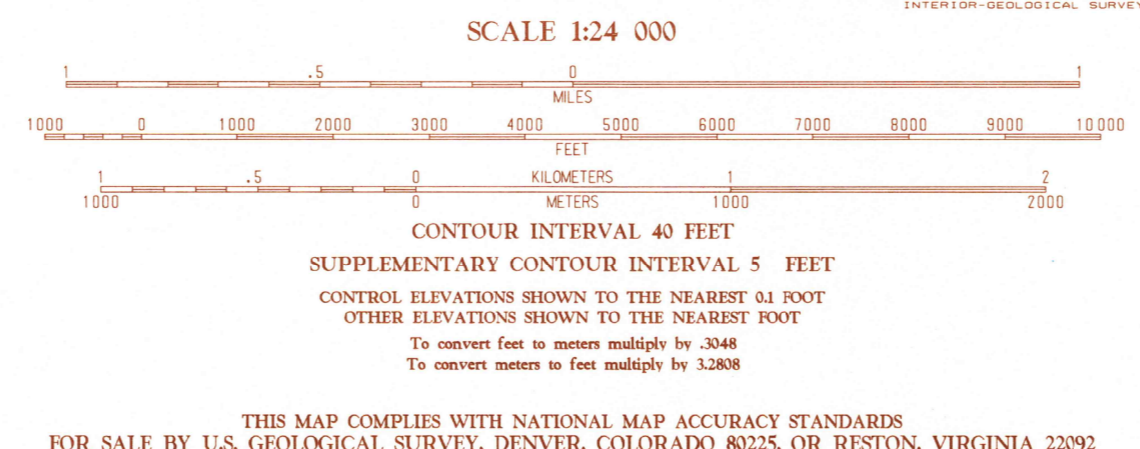 INTERIOR-GEOLOGICAL SURVEY
SCALE 1:24 000
1 .5 0 1
MILES
1000 0 1000 2000 3000 4000 5000 6000 7000 8000 9000 10000
FEET
1 .5 0 KILOMETERS 1 2
1000 0 METERS 1000 2000
CONTOUR INTERVAL 40 FEET
SUPPLEMENTARY CONTOUR INTERVAL 5 FEET
CONTROL ELEVATIONS SHOWN TO THE NEAREST 0.1 FOOT
OTHER ELEVATIONS SHOWN TO THE NEAREST FOOT
To convert feet to meters multiply by .3048
To convert meters to feet multiply by 3.2808
THIS MAP COMPLIES WITH NATIONAL MAP ACCURACY STANDARDS
FOR SALE BY U.S. GEOLOGICAL SURVEY, DENVER, COLORADO 80225, OR RESTON, VIRGINIA 22092